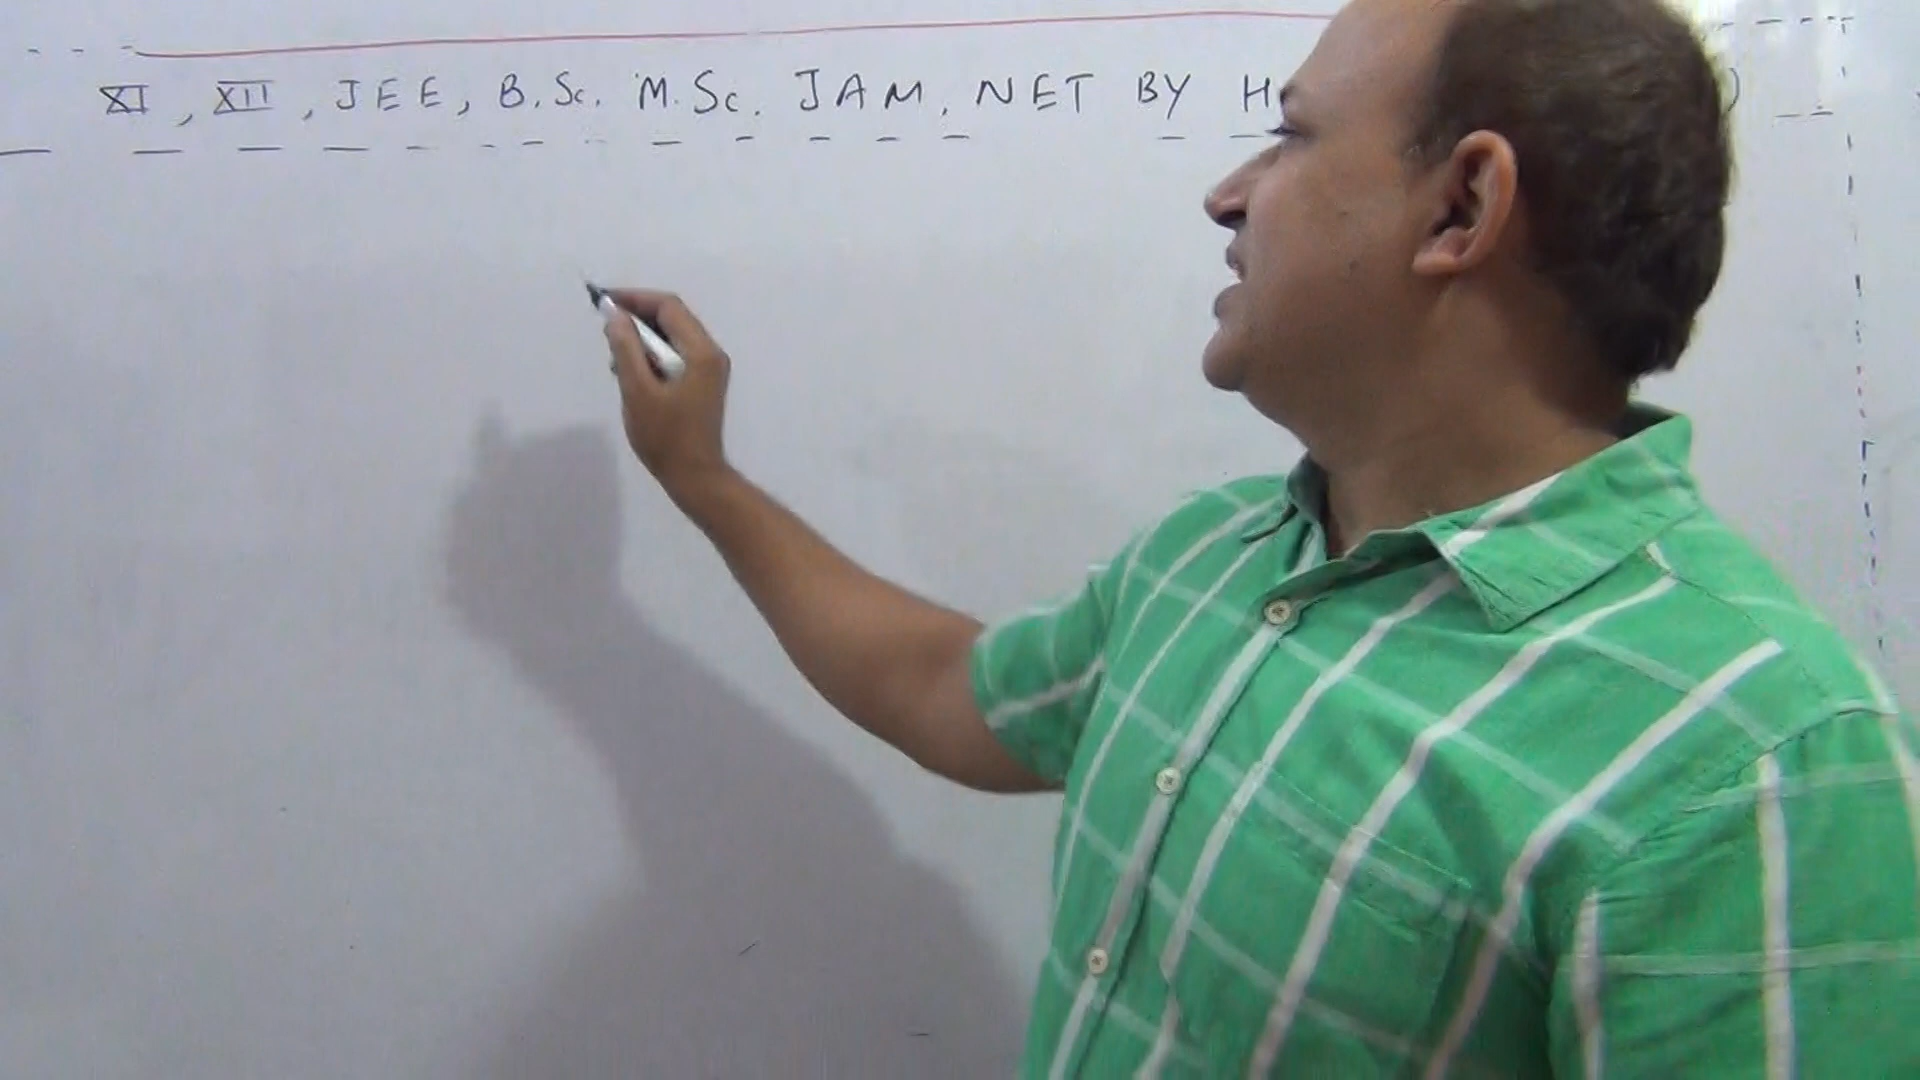 XI, XII, JEE, B.Sc. M.Sc. JAM, NET BY